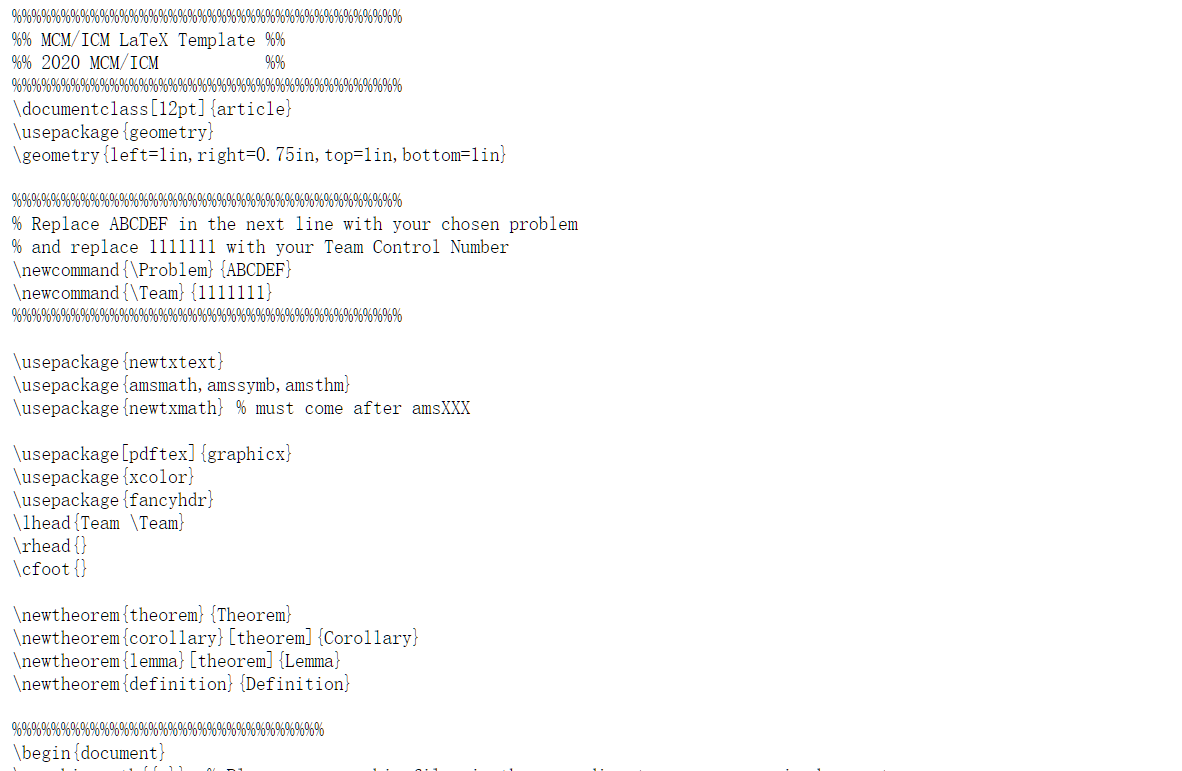 %%%%%%%%%%%%%%%%%%%%%%%%%%%%%%%%%%%%%%%%
%% MCM/ICM LaTeX Template %%
%% 2020 MCM/ICM           %%
%%%%%%%%%%%%%%%%%%%%%%%%%%%%%%%%%%%%%%%%
\documentclass[12pt]{article}
\usepackage{geometry}
\geometry{left=1in,right=0.75in,top=1in,bottom=1in}
%%%%%%%%%%%%%%%%%%%%%%%%%%%%%%%%%%%%%%%%
% Replace ABCDEF in the next line with your chosen problem
% and replace 1111111 with your Team Control Number
\newcommand{\Problem}{ABCDEF}
\newcommand{\Team}{1111111}
%%%%%%%%%%%%%%%%%%%%%%%%%%%%%%%%%%%%%%%%
\usepackage{newtxtext}
\usepackage{amsmath,amssymb,amsthm}
\usepackage{newtxmath} % must come after amsXXX
\usepackage[pdftex]{graphicx}
\usepackage{xcolor}
\usepackage{fancyhdr}
\lhead{Team \Team}
\rhead{}
\cfoot{}
\newtheorem{theorem}{Theorem}
\newtheorem{corollary}[theorem]{Corollary}
\newtheorem{lemma}[theorem]{Lemma}
\newtheorem{definition}{Definition}
%%%%%%%%%%%%%%%%%%%%%%%%%%%%%%%%
\begin{document}